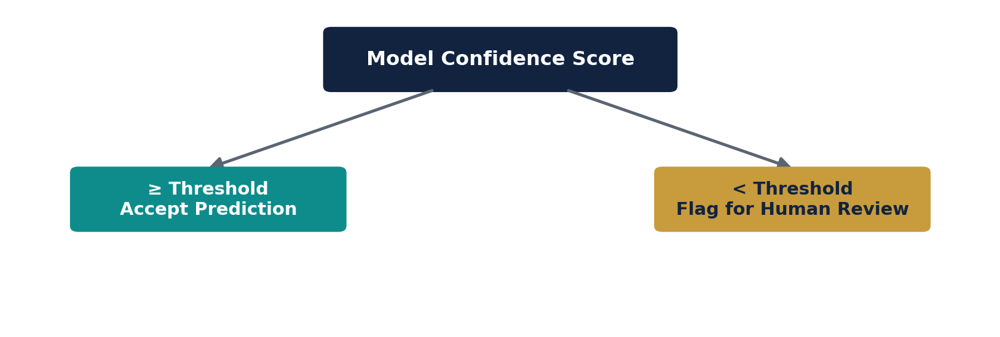 Model Confidence Score
≥ Threshold
Accept Prediction
< Threshold
Flag for Human Review